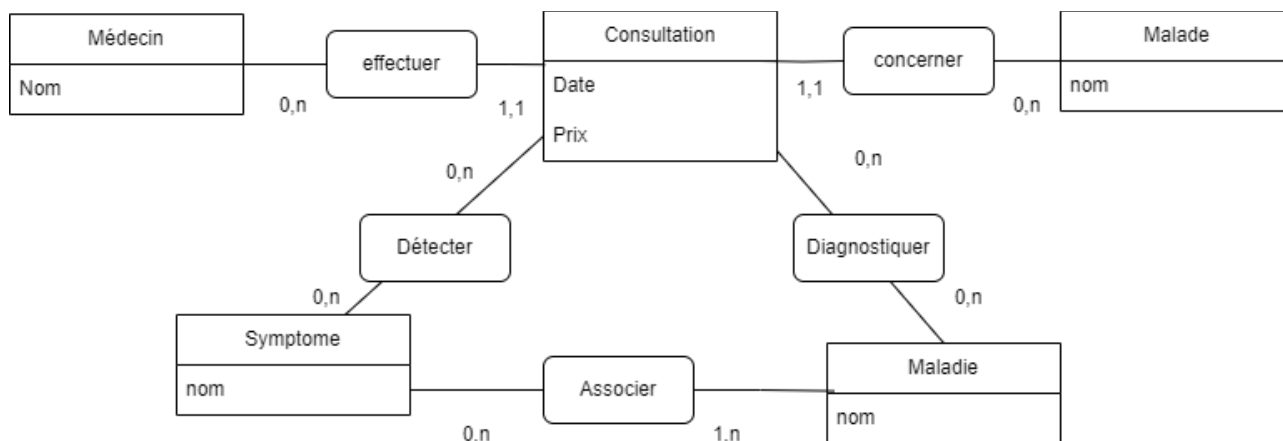 Médecin
Nom
effectuer
0,n
1,1
Consultation
Date
Prix
concerner
1,1
0,n
Malade
nom
0,n
0,n
Détecter
Diagnostiquer
0,n
0,n
Symptome
nom
Associer
0,n
1,n
Maladie
nom